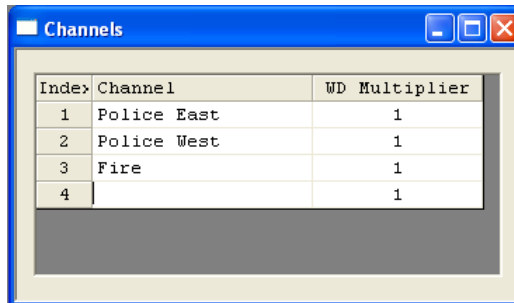 Channels
Index Channel WD Multiplier
1 Police East 1
2 Police West 1
3 Fire 1
4 1